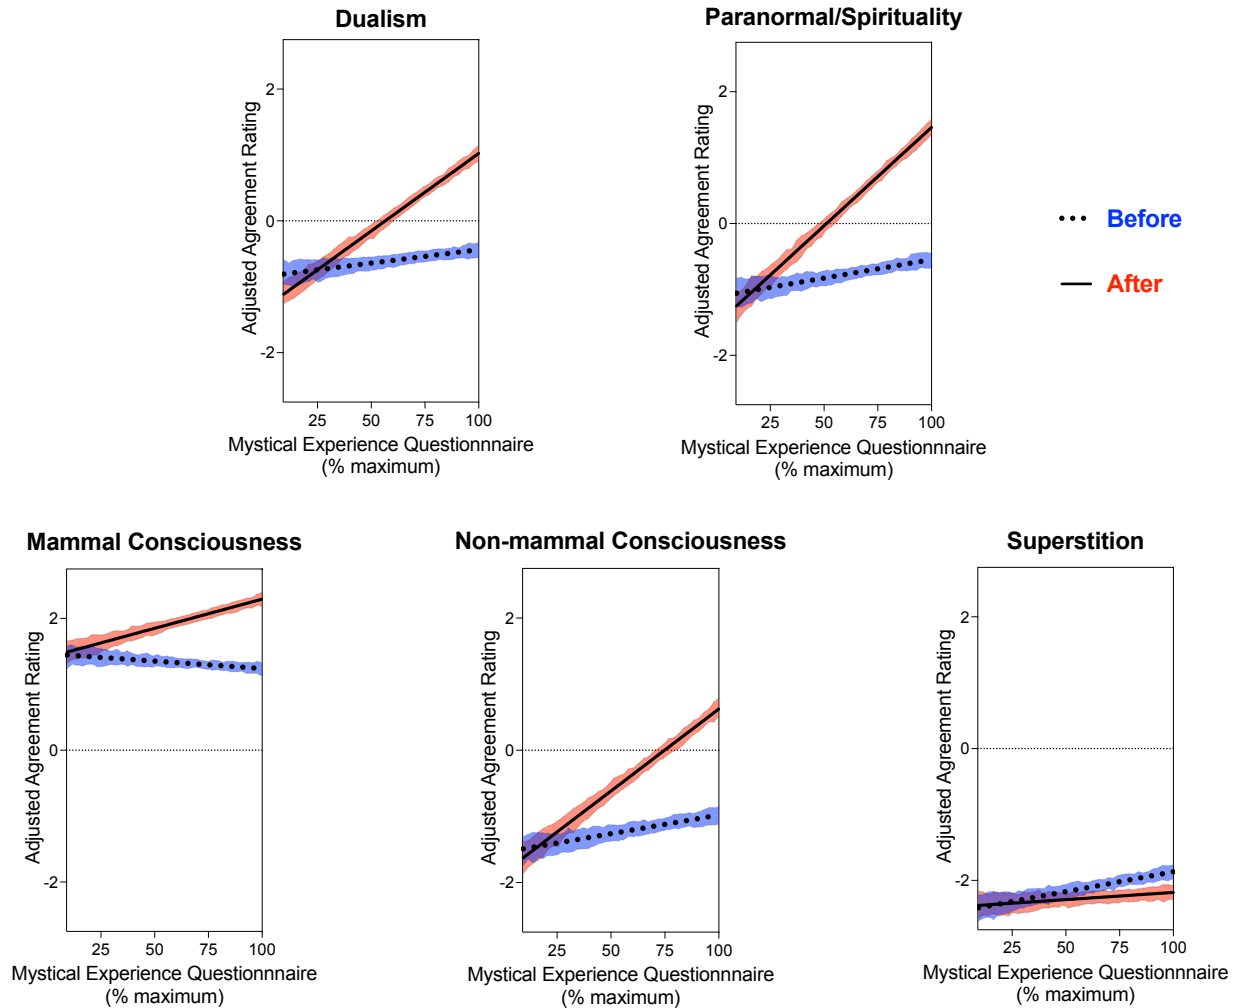 Dualism
Adjusted Agreement Rating
2
0
-2
25 50 75 100
Mystical Experience Questionnnaire
(% maximum)
Paranormal/Spirituality
Adjusted Agreement Rating
2
0
-2
25 50 75 100
Mystical Experience Questionnnaire
(% maximum)
Before
After
Mammal Consciousness
Adjusted Agreement Rating
2
0
-2
25 50 75 100
Mystical Experience Questionnnaire
(% maximum)
Non-mammal Consciousness
Adjusted Agreement Rating
2
0
-2
25 50 75 100
Mystical Experience Questionnnaire
(% maximum)
Superstition
Adjusted Agreement Rating
2
0
-2
25 50 75 100
Mystical Experience Questionnnaire
(% maximum)